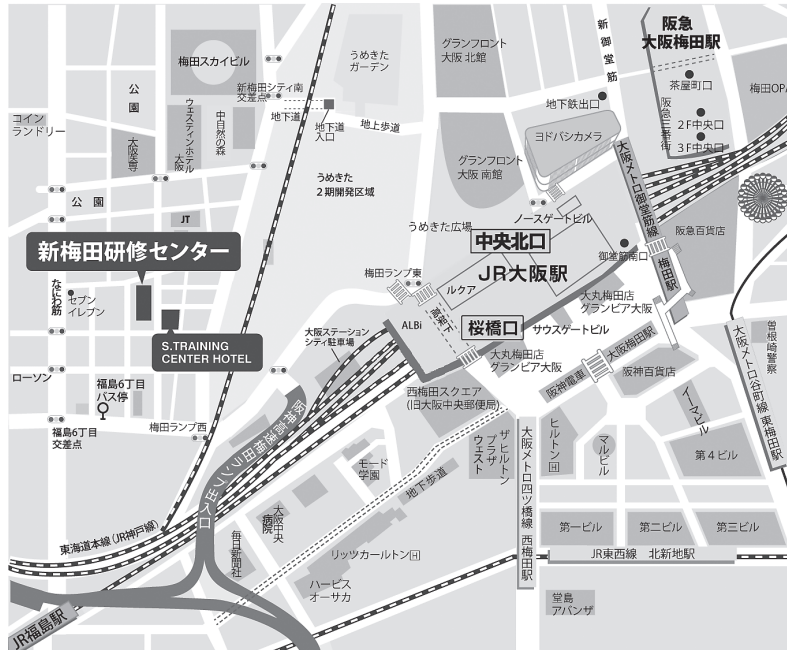 阪急
大阪梅田駅
新御堂筋
グランフロント
大阪 北館
うめきた
ガーデン
梅田スカイビル
公園
新梅田シティ南
交差点
地下道
地下道
入口
地上歩道
茶屋町口
梅田OPA
地下鉄出口
阪急三番街
2F中央口
3F中央口
コイン
ランドリー
ウェスティンホテル
大阪
中自然の森
ヨドバシカメラ
大阪メトロ御堂筋線
梅田駅
グランフロント
大阪 南館
うめきた
2期開発区域
公園
JT
ノースゲートビル
うめきた広場
中央北口
JR大阪駅
阪急百貨店
御堂筋南口
新梅田研修センター
なにわ筋
セブン
イレブン
梅田ランプ東
ルクア
高架下
ALBi
桜橋口
サウスゲートビル
大丸梅田店
グランビア大阪
S.TRAINING
CENTER HOTEL
大阪ステーション
シティ駐車場
大丸梅田店
グランビア大阪
阪神電車
大阪梅田駅
阪神百貨店
大阪メトロ谷町線 東梅田駅
曽根崎警察
ローソン
福島6丁目
バス停
福島6丁目
交差点
梅田ランプ西
阪神高速 梅田ランプ出入口
西梅田スクエア
(旧大阪中央郵便局)
ザヒルトン
プラザ
ウェスト
大阪メトロ四ツ橋線 西梅田駅
ヒルトンH
マルビル
イーマビル
第4ビル
モード
学園
地下歩道
大阪中央
病院
毎日新聞社
東海道本線(JR神戸線)
リッツカールトンH
ハービス
オーサカ
第一ビル
第二ビル
第三ビル
JR東西線 北新地駅
堂島
アバンザ
JR福島駅